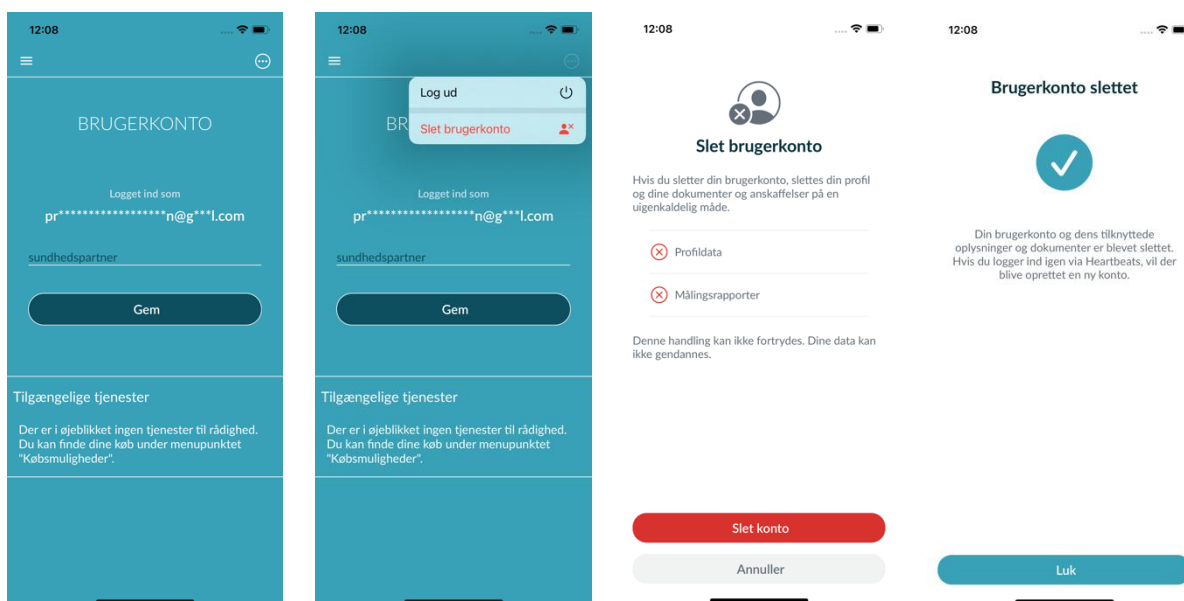 12:08
BRUGERKONTO
Logget ind som
pr******************n@g***l.com
sundhedspartner
Gem
Tilgængelige tjenester
Der er i øjeblikket ingen tjenester til rådighed.
Du kan finde dine køb under menupunktet
"Købsmuligheder".
12:08
Log ud
BR
Slet brugerkonto
Logget ind som
pr******************n@g***l.com
sundhedspartner
Gem
Tilgængelige tjenester
Der er i øjeblikket ingen tjenester til rådighed.
Du kan finde dine køb under menupunktet
"Købsmuligheder".
12:08
Slet brugerkonto
Hvis du sletter din brugerkonto, slettes din profil
og dine dokumenter og anskaffelser på en
uigenkaldelig måde.
Profildata
Målingsrapporter
Denne handling kan ikke fortrydes. Dine data kan
ikke gendannes.
Slet konto
Annuller
12:08
Brugerkonto slettet
Din brugerkonto og dens tilknyttede
oplysninger og dokumenter er blevet slettet.
Hvis du logger ind igen via Heartbeats, vil der
blive oprettet en ny konto.
Luk